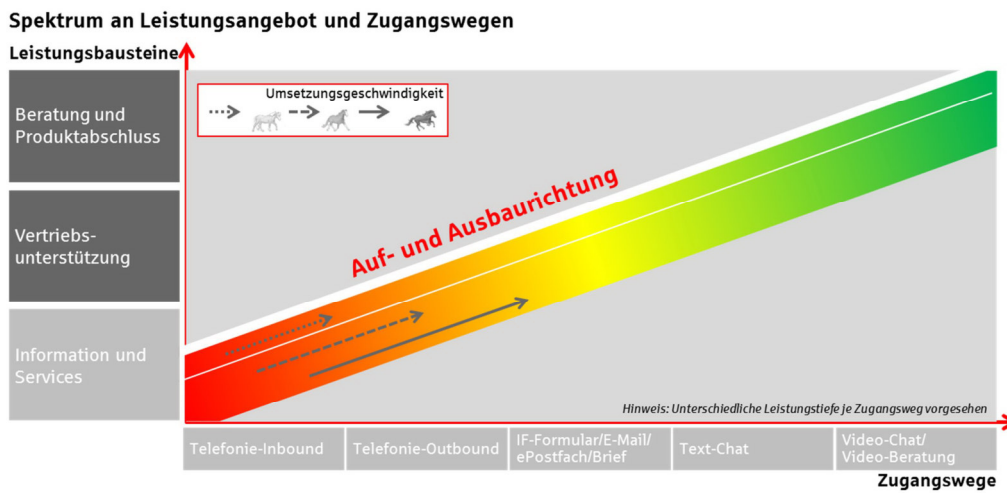 Spektrum an Leistungsangebot und Zugangswegen
Leistungsbausteine
Umsetzungsgeschwindigkeit
Beratung und
Produktabschluss
Auf- und Ausbaurichtung
Vertriebs-
unterstützung
Information und
Services
Hinweis: Unterschiedliche Leistungstiefe je Zugangsweg vorgesehen
Telefonie-Inbound
Telefonie-Outbound
IF-Formular/E-Mail/
ePostfach/Brief
Text-Chat
Video-Chat/
Video-Beratung
Zugangswege